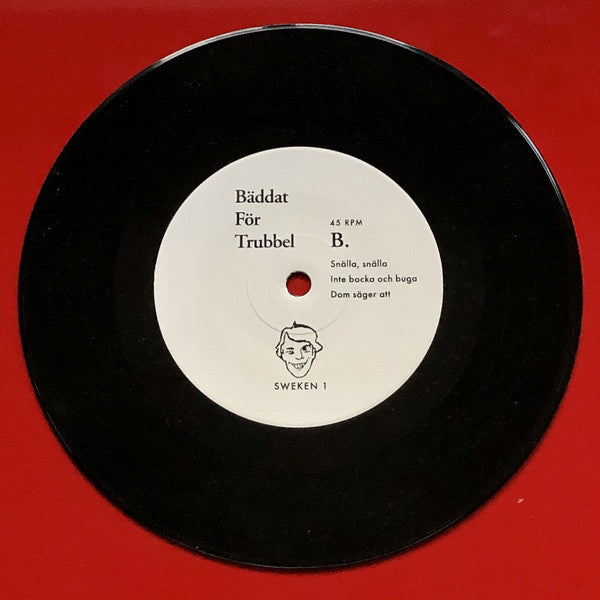 Bäddat
För
Trubbel
45 RPM
B.
Snälla, snälla
Inte bocka och buga
Dom säger att
SWEKEN 1